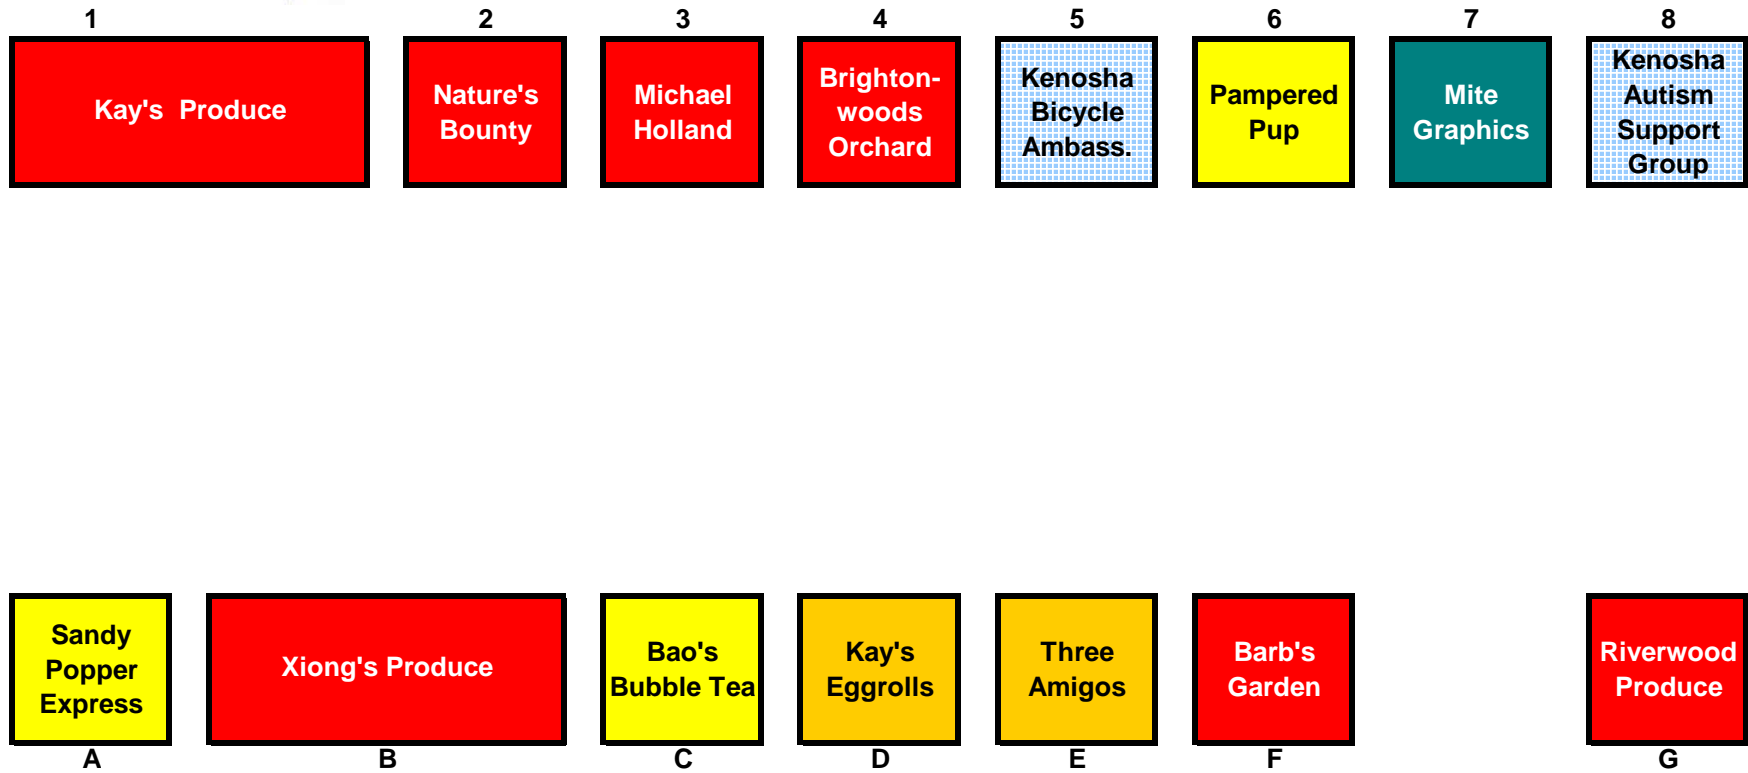 1 2 3 4 5 6 7 8
Kay's Produce
Nature's
Bounty
Michael
Holland
Brighton-
woods
Orchard
Kenosha
Bicycle
Ambass.
Pampered
Pup
Mite
Graphics
Kenosha
Autism
Support
Group
Sandy
Popper
Express
Xiong's Produce
Bao's
Bubble Tea
Kay's
Eggrolls
Three
Amigos
Barb's
Garden
Riverwood
Produce
A B C D E F G